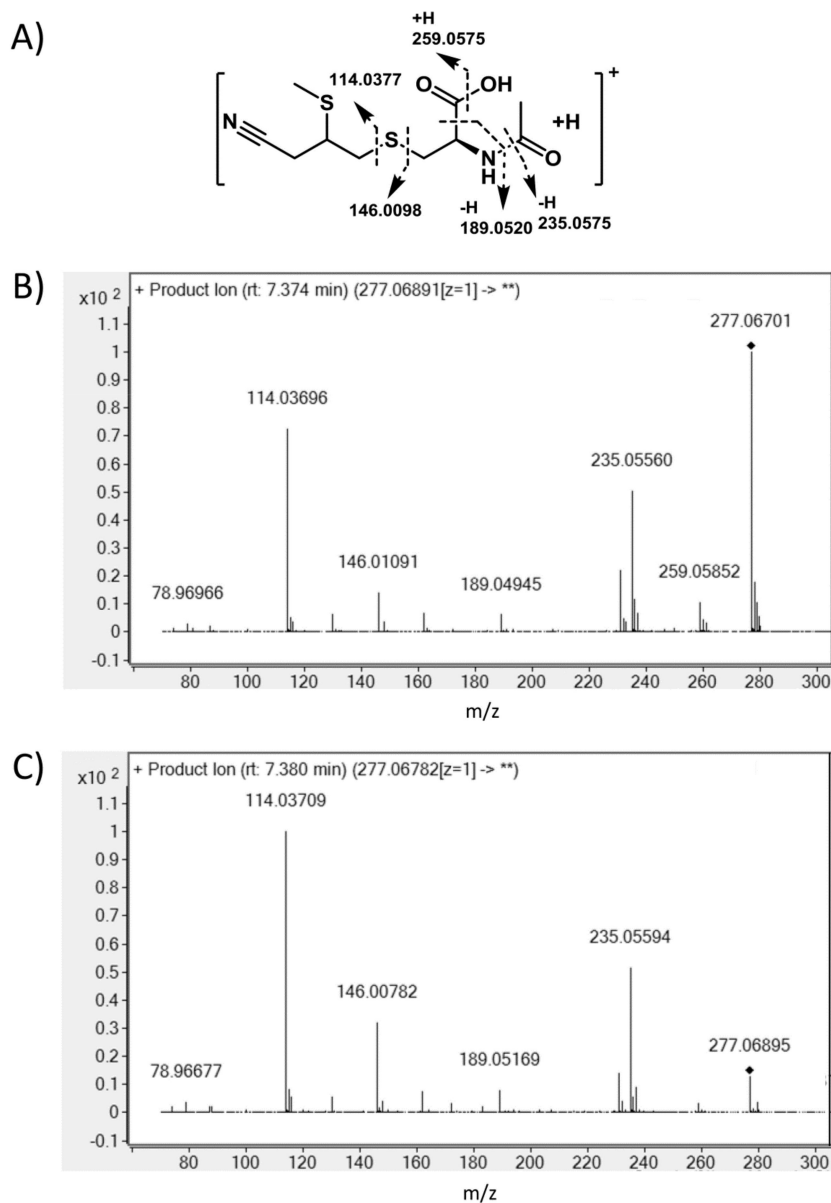 A)
+H
259.0575
114.0377
O
OH
S
N
S
+H
N
H
O
146.0098
-H
189.0520
-H
235.0575
[ ]+
B)
+ Product Ion (rt: 7.374 min) (277.06891[z=1] -> **)
x10 2
1.1
1
0.9
0.8
0.7
0.6
0.5
0.4
0.3
0.2
0.1
0
-0.1
277.06701
114.03696
235.05560
146.01091
189.04945
259.05852
78.96966
80 100 120 140 160 180 200 220 240 260 280 300
m/z
C)
+ Product Ion (rt: 7.380 min) (277.06782[z=1] -> **)
x10 2
1.1
1
0.9
0.8
0.7
0.6
0.5
0.4
0.3
0.2
0.1
0
-0.1
114.03709
235.05594
146.00782
189.05169
277.06895
78.96677
80 100 120 140 160 180 200 220 240 260 280 300
m/z